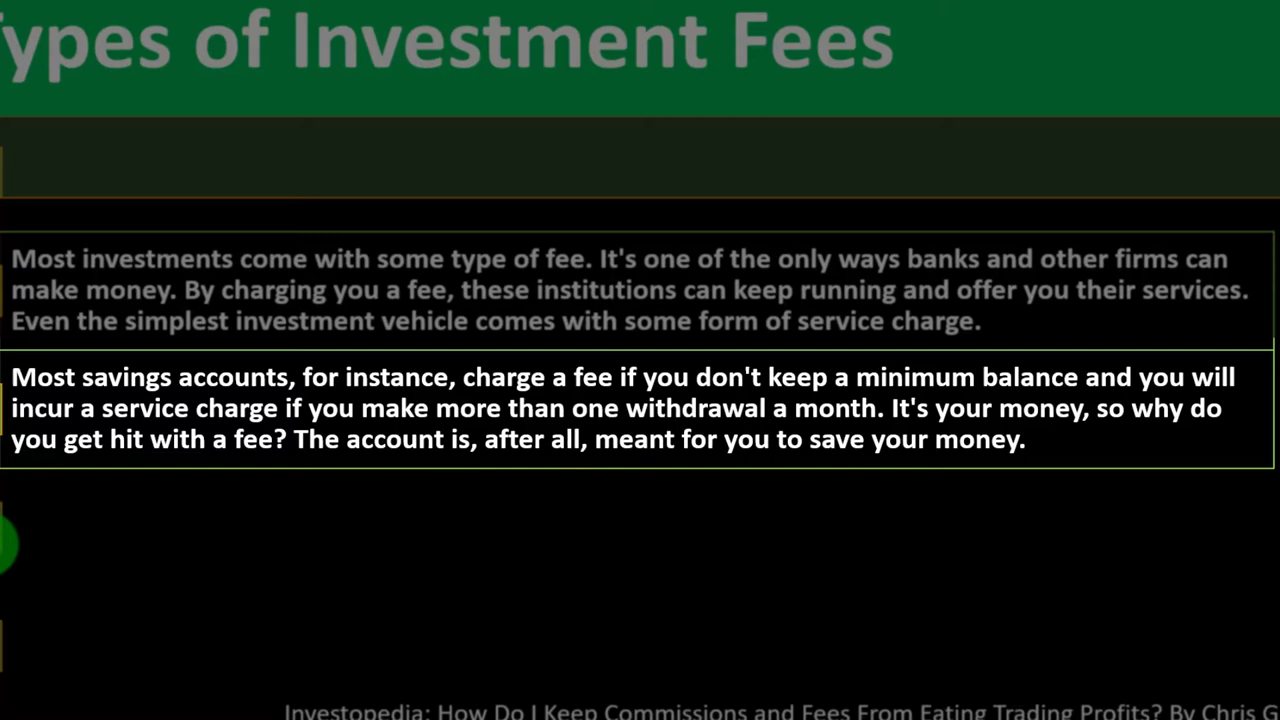 ypes of Investment Fees
Most investments come with some type of fee. It's one of the only ways banks and other firms can
make money. By charging you a fee, these institutions can keep running and offer you their services.
Even the simplest investment vehicle comes with some form of service charge.
Most savings accounts, for instance, charge a fee if you don't keep a minimum balance and you will
incur a service charge if you make more than one withdrawal a month. It's your money, so why do
you get hit with a fee? The account is, after all, meant for you to save your money.
Investopedia: How Do I Keep Commissions and Fees From Eating Trading Profits? By Chris G